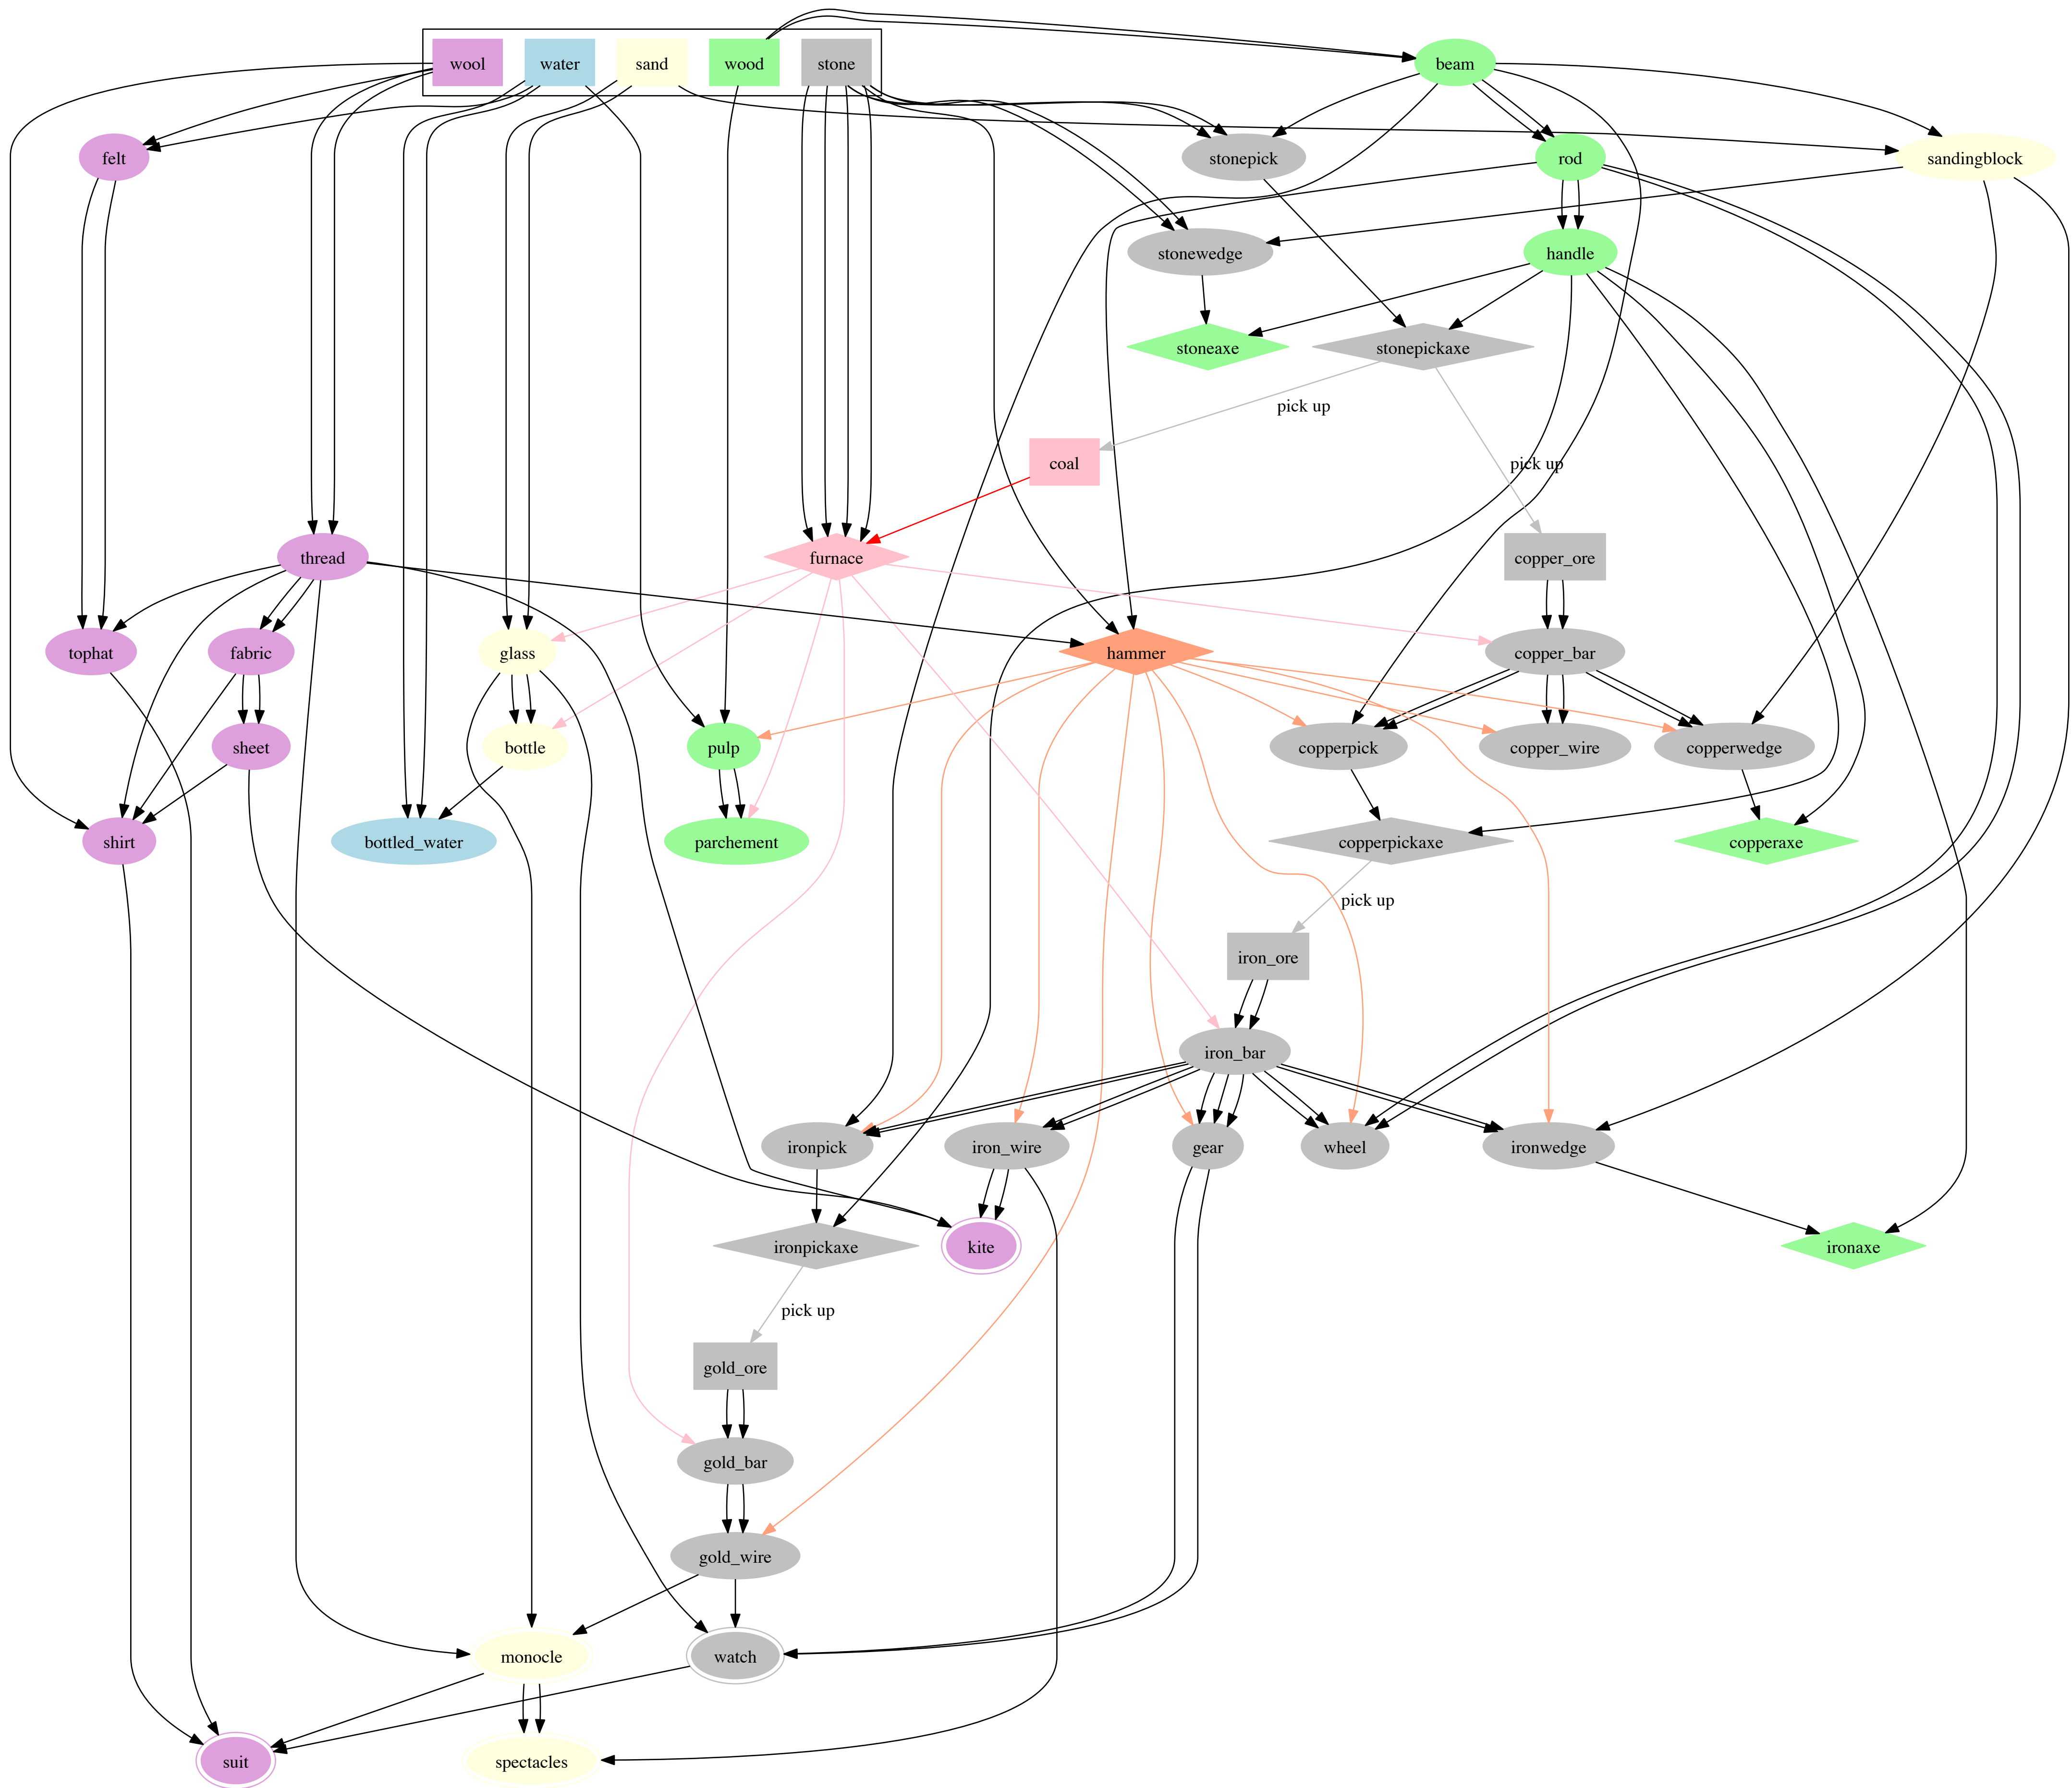 wool
water
sand
wood
stone
beam
felt
stonepick
rod
sandingblock
stonewedge
handle
stoneaxe
stonepickaxe
pick up
coal
pick up
thread
furnace
copper_ore
tophat
fabric
glass
hammer
copper_bar
sheet
bottle
pulp
copperpick
copper_wire
copperwedge
shirt
bottled_water
parchement
copperpickaxe
copperaxe
pick up
iron_ore
iron_bar
ironpick
iron_wire
gear
wheel
ironwedge
ironpickaxe
kite
ironaxe
pick up
gold_ore
gold_bar
gold_wire
monocle
watch
suit
spectacles